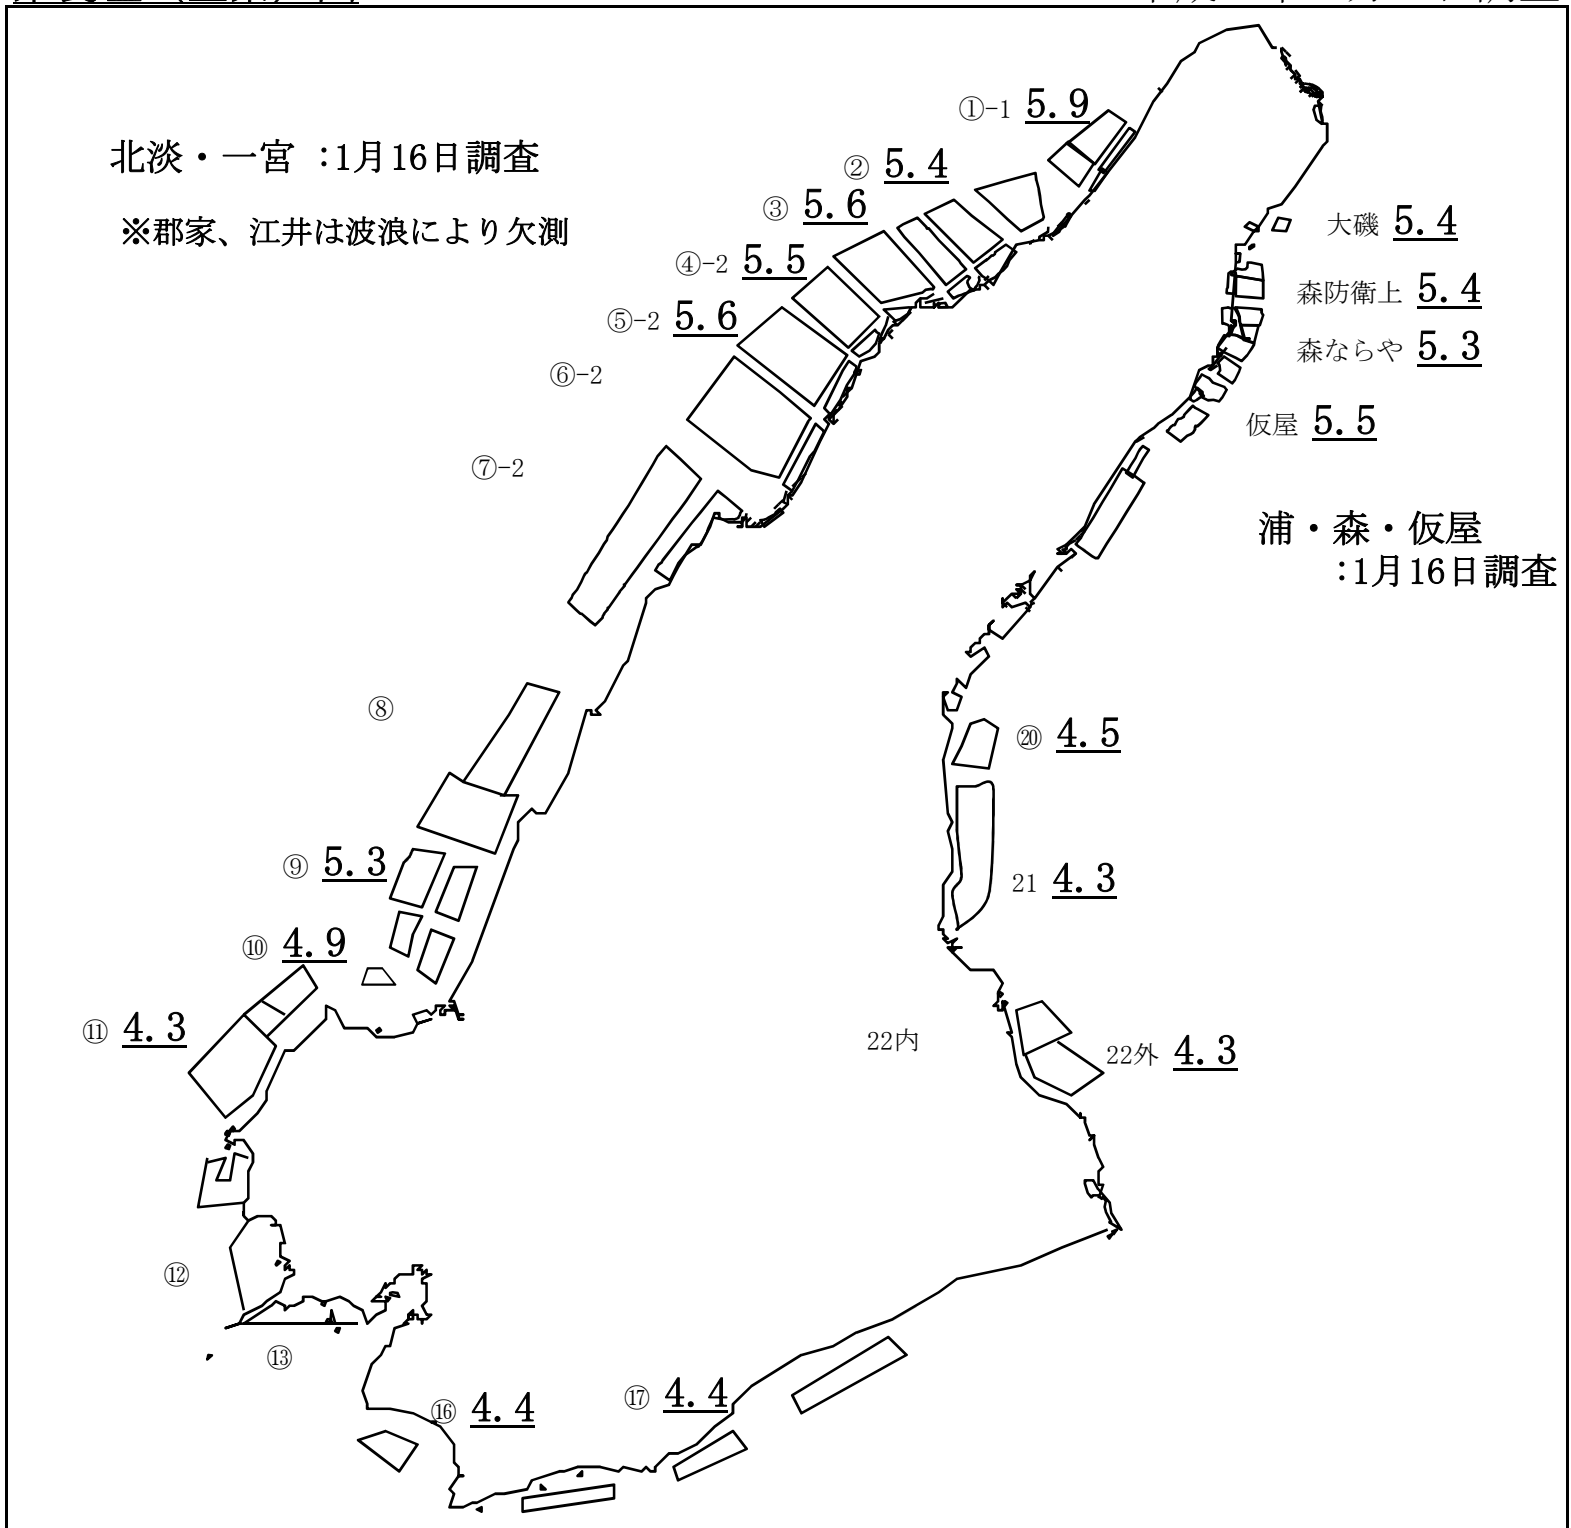 北淡・一宮 :1月16日調査
※郡家、江井は波浪により欠測
①-1 5.9
② 5.4
③ 5.6
④-2 5.5
⑤-2 5.6
⑥-2
⑦-2
⑧
⑨ 5.3
⑩ 4.9
⑪ 4.3
⑫
⑬
⑯ 4.4
⑰ 4.4
大磯 5.4
森防衛上 5.4
森ならや 5.3
仮屋 5.5
浦・森・仮屋
:1月16日調査
⑳ 4.5
21 4.3
22内
22外 4.3